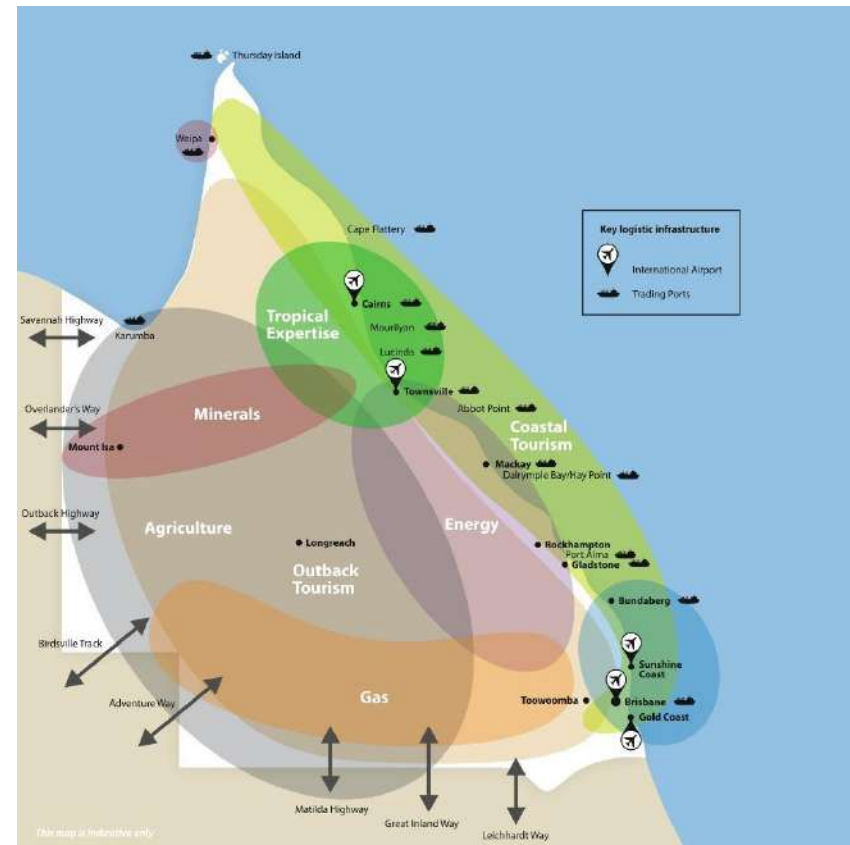 Thursday Island
Weipa
Cape Flattery
Key logistic infrastructure
International Airport
Trading Ports
Cairns
Savannah Highway
Karumba
Tropical
Expertise
Mourilyan
Lucinda
Townsville
Overlander's Way
Minerals
Abbot Point
Coastal
Tourism
Mount Isa
Mackay
Dalrymple Bay/Hay Point
Outback Highway
Agriculture
Energy
Longreach
Rockhampton
Port Alma
Gladstone
Outback
Tourism
Bundaberg
Birdsville Track
Sunshine
Coast
Gas
Toowoomba
Brisbane
Adventure Way
Gold Coast
Matilda Highway
Great Inland Way
Leichhardt Way
This map is indicative only